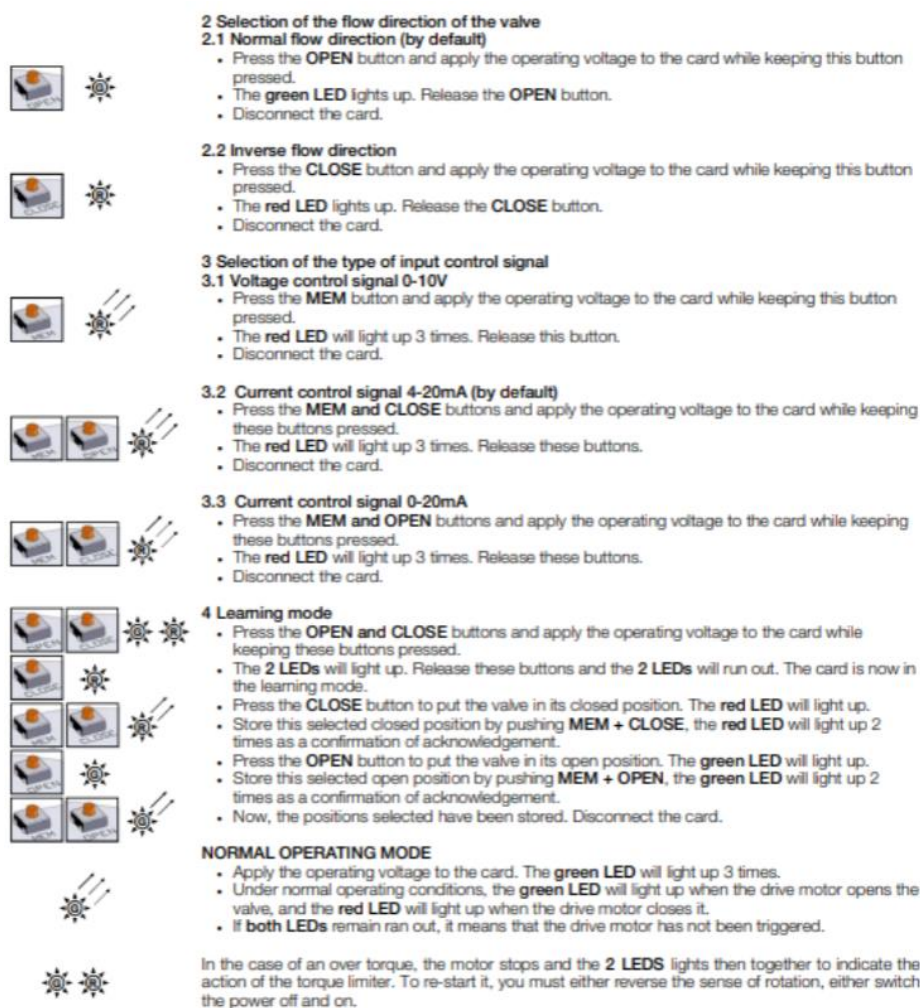 2 Selection of the flow direction of the valve
2.1 Normal flow direction (by default)
• Press the OPEN button and apply the operating voltage to the card while keeping this button
pressed.
OPEN
G
• The green LED lights up. Release the OPEN button.
• Disconnect the card.
2.2 Inverse flow direction
• Press the CLOSE button and apply the operating voltage to the card while keeping this button
pressed.
CLOSE
R
• The red LED lights up. Release the CLOSE button.
• Disconnect the card.
3 Selection of the type of input control signal
3.1 Voltage control signal 0-10V
• Press the MEM button and apply the operating voltage to the card while keeping this button
pressed.
MEM
R
• The red LED will light up 3 times. Release this button.
• Disconnect the card.
3.2 Current control signal 4-20mA (by default)
• Press the MEM and CLOSE buttons and apply the operating voltage to the card while keeping
these buttons pressed.
MEM
OPEN
R
• The red LED will light up 3 times. Release these buttons.
• Disconnect the card.
3.3 Current control signal 0-20mA
• Press the MEM and OPEN buttons and apply the operating voltage to the card while keeping
these buttons pressed.
MEM
CLOSE
R
• The red LED will light up 3 times. Release these buttons.
• Disconnect the card.
4 Learning mode
• Press the OPEN and CLOSE buttons and apply the operating voltage to the card while
keeping these buttons pressed.
OPEN
CLOSE
G
R
• The 2 LEDs will light up. Release these buttons and the 2 LEDs will run out. The card is now in
the learning mode.
CLOSE
R
• Press the CLOSE button to put the valve in its closed position. The red LED will light up.
• Store this selected closed position by pushing MEM + CLOSE, the red LED will light up 2
times as a confirmation of acknowledgement.
MEM
CLOSE
R
• Press the OPEN button to put the valve in its open position. The green LED will light up.
OPEN
G
• Store this selected open position by pushing MEM + OPEN, the green LED will light up 2
times as a confirmation of acknowledgement.
MEM
OPEN
G
• Now, the positions selected have been stored. Disconnect the card.
NORMAL OPERATING MODE
• Apply the operating voltage to the card. The green LED will light up 3 times.
• Under normal operating conditions, the green LED will light up when the drive motor opens the
valve, and the red LED will light up when the drive motor closes it.
G
• If both LEDs remain ran out, it means that the drive motor has not been triggered.
In the case of an over torque, the motor stops and the 2 LEDS lights then together to indicate the
action of the torque limiter. To re-start it, you must either reverse the sense of rotation, either switch
the power off and on.
G
R